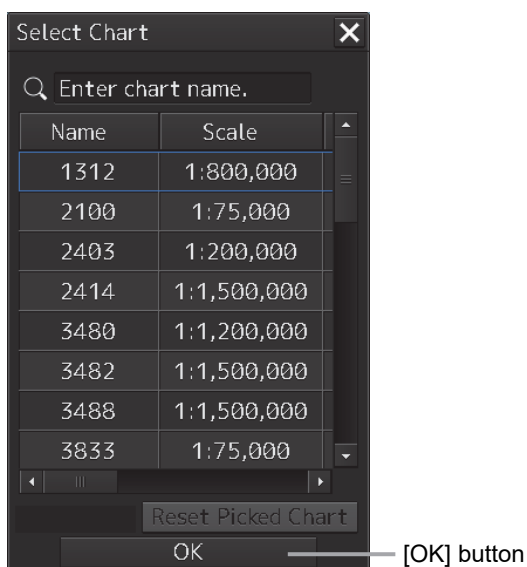 Select Chart
Enter chart name.
Name Scale
1312 1:800,000
2100 1:75,000
2403 1:200,000
2414 1:1,500,000
3480 1:1,200,000
3482 1:1,500,000
3488 1:1,500,000
3833 1:75,000
Reset Picked Chart
OK [OK] button